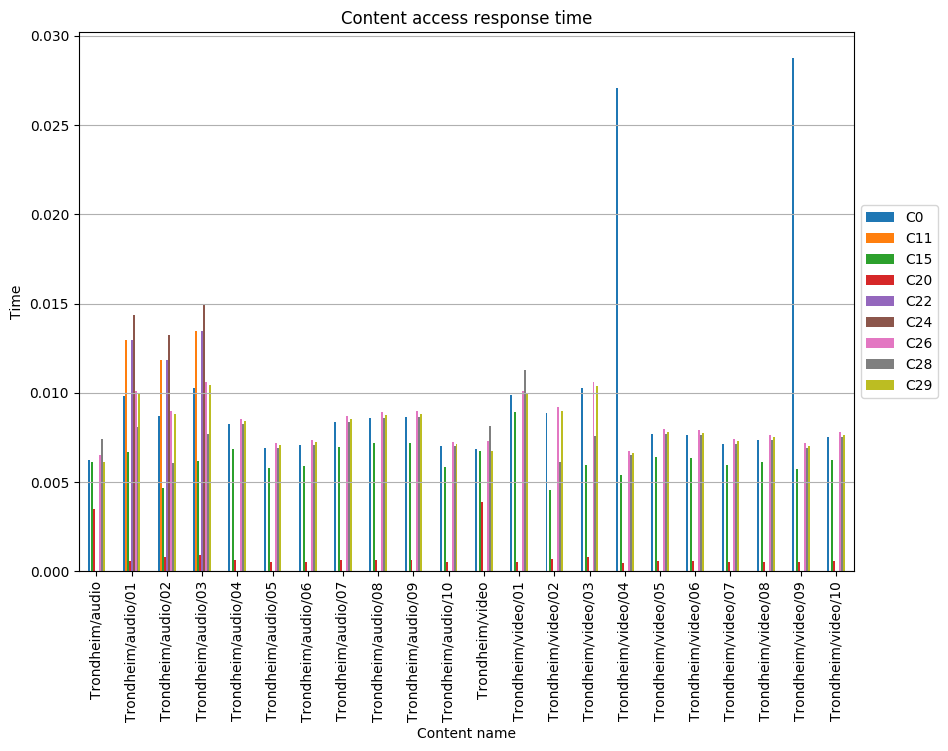 Content access response time
0.030
0.025
0.020
0.015
0.010
0.005
0.000
Time
C0
C11
C15
C20
C22
C24
C26
C28
C29
Trondheim/audio
Trondheim/audio/01
Trondheim/audio/02
Trondheim/audio/03
Trondheim/audio/04
Trondheim/audio/05
Trondheim/audio/06
Trondheim/audio/07
Trondheim/audio/08
Trondheim/audio/09
Trondheim/audio/10
Trondheim/video
Trondheim/video/01
Trondheim/video/02
Trondheim/video/03
Trondheim/video/04
Trondheim/video/05
Trondheim/video/06
Trondheim/video/07
Trondheim/video/08
Trondheim/video/09
Trondheim/video/10
Content name